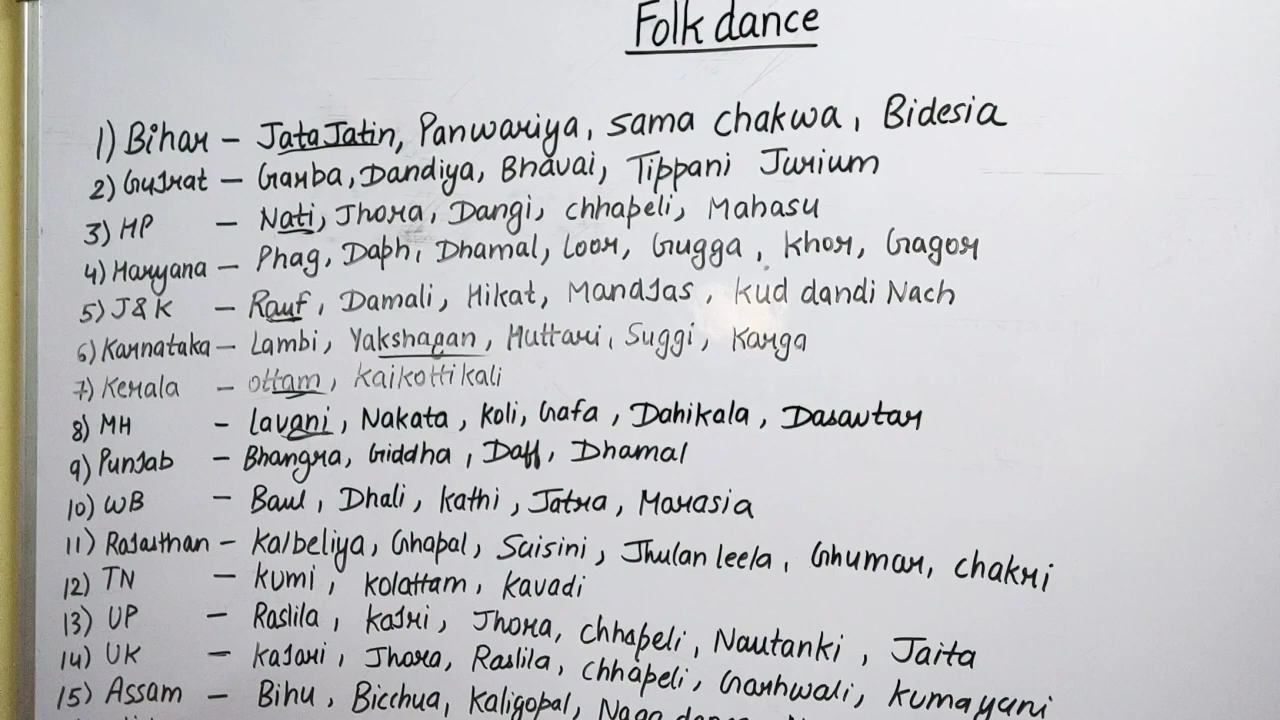 Folk dance
1) Bihar - JataJatin, Panwariya, sama chakwa, Bidesia
2) GuJrat - Garba, Dandiya, Bhavai, Tippani Jurium
3) HP - Nati, Jhora, Dangi, chhapeli, Mahasu
4) Haryana - Phag, Daph, Dhamal, Loor, Gugga, Khor, Gagor
5) J&K - Rauf, Damali, Hikat, MandJas, Kud dandi Nach
6) Karnataka - Lambi, Yakshagan, Huttari, Suggi, Karga
7) Kerala - ottam, Kaikottikali
8) MH - Lavani, Nakata, Koli, Gafa, Dahikala, Dasavtar
9) PunJab - Bhangra, Giddha, Daff, Dhamal
10) WB - Baul, Dhali, Kathi, Jatra, Marasia
11) RaJasthan - Kalbeliya, Ghapal, Suisini, Jhulan leela, Ghumar, chakri
12) TN - Kumi, Kolattam, Kavadi
13) UP - Raslila, KaJri, Jhora, Chhapeli, Nautanki, Jaita
14) UK - KaJari, Jhora, Raslila, Chhapeli, Garhwali, Kumayuni
15) Assam - Bihu, Bicchua, Kaligopal, Naga dance